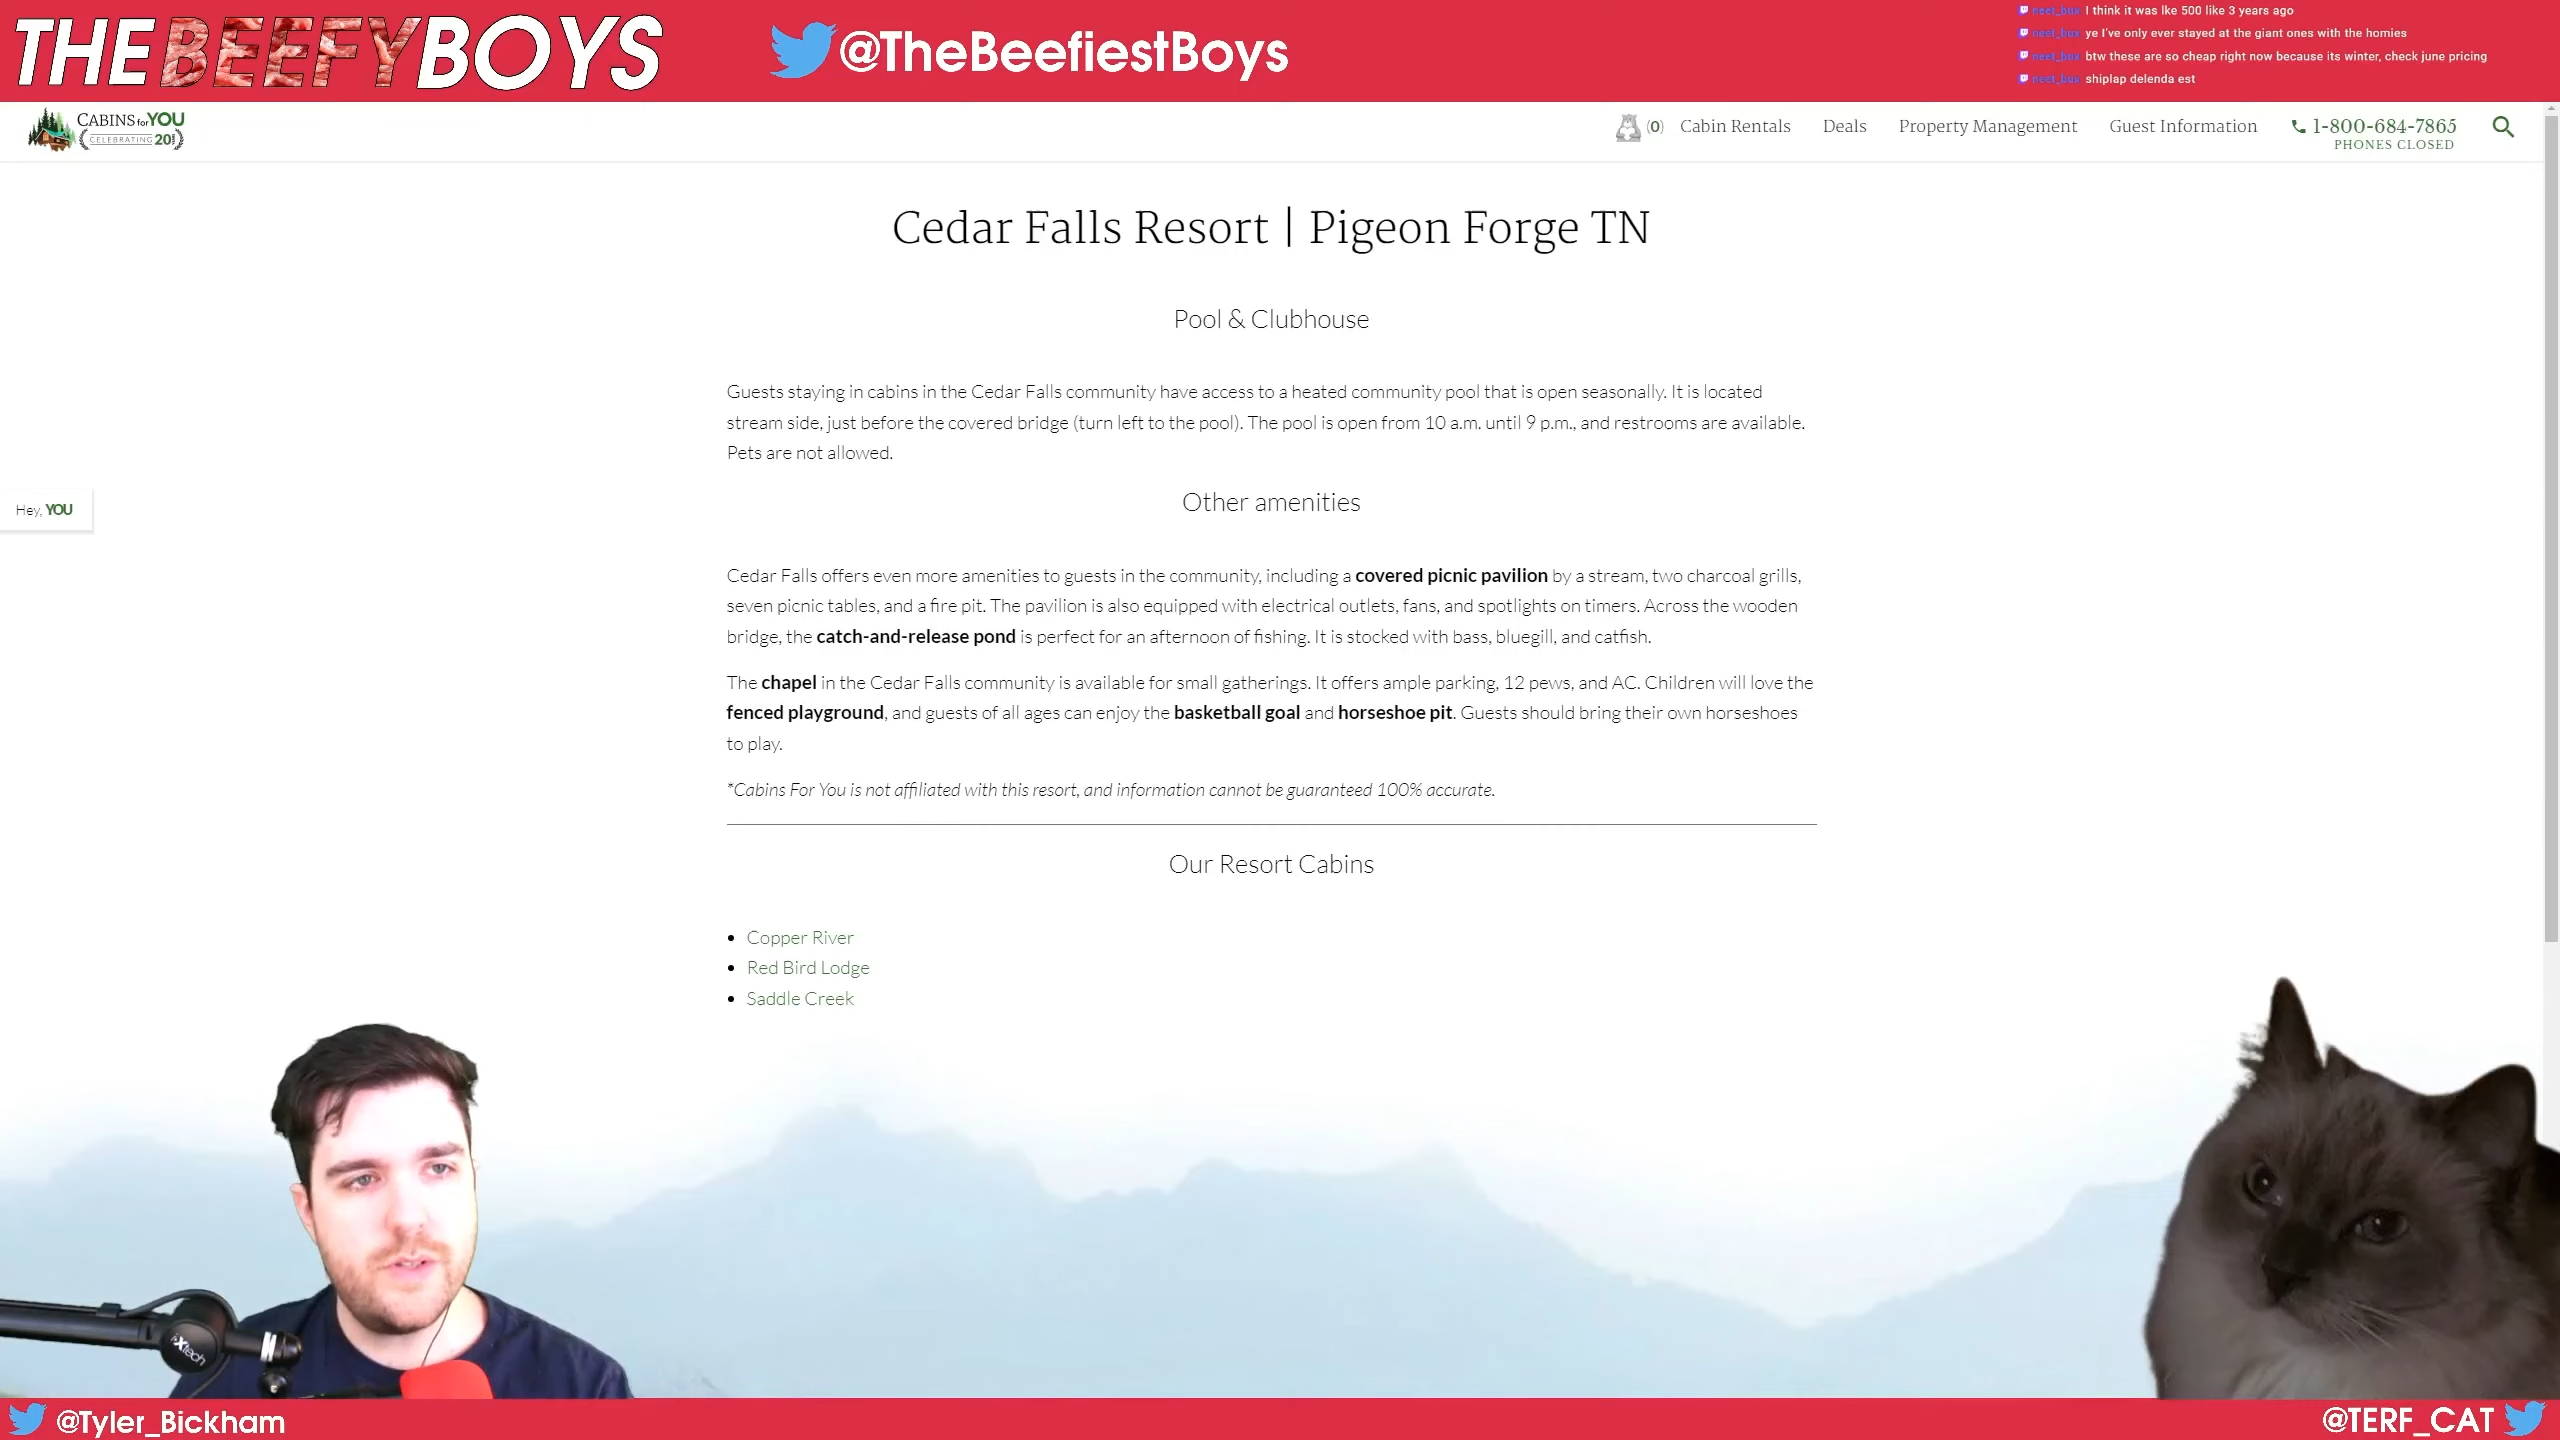 THEBEEFYBOYS
@TheBeefiestBoys
neet_bux I think it was lke 500 like 3 years ago
neet_bux ye I've only ever stayed at the giant ones with the homies
neet_bux btw these are so cheap right now because its winter, check june pricing
neet_bux shiplap delenda est
CABINS for YOU
CELEBRATING 20
(0) Cabin Rentals Deals Property Management Guest Information 1-800-684-7865
PHONES CLOSED
Cedar Falls Resort | Pigeon Forge TN
Pool & Clubhouse
Guests staying in cabins in the Cedar Falls community have access to a heated community pool that is open seasonally. It is located
stream side, just before the covered bridge (turn left to the pool). The pool is open from 10 a.m. until 9 p.m., and restrooms are available.
Pets are not allowed.
Hey, YOU
Other amenities
Cedar Falls offers even more amenities to guests in the community, including a covered picnic pavilion by a stream, two charcoal grills,
seven picnic tables, and a fire pit. The pavilion is also equipped with electrical outlets, fans, and spotlights on timers. Across the wooden
bridge, the catch-and-release pond is perfect for an afternoon of fishing. It is stocked with bass, bluegill, and catfish.
The chapel in the Cedar Falls community is available for small gatherings. It offers ample parking, 12 pews, and AC. Children will love the
fenced playground, and guests of all ages can enjoy the basketball goal and horseshoe pit. Guests should bring their own horseshoes
to play.
*Cabins For You is not affiliated with this resort, and information cannot be guaranteed 100% accurate.
Our Resort Cabins
Copper River
Red Bird Lodge
Saddle Creek
@Tyler_Bickham
@TERF_CAT